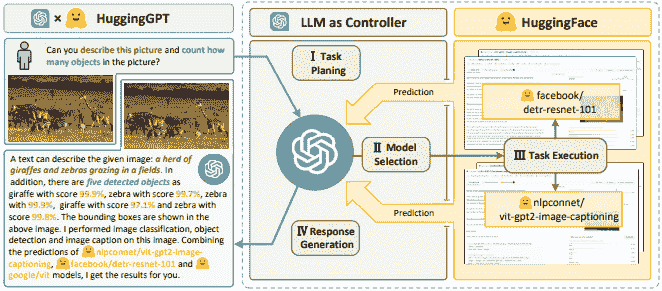 × HuggingGPT
Can you describe this picture and count how
many objects in the picture?
A text can describe the given image: a herd of
giraffes and zebras grazing in a fields. In
addition, there are five detected objects as
giraffe with score 99.9%, zebra with score 99.7%, zebra
with 99.9%, giraffe with score 97.1% and zebra with
score 99.8%. The bounding boxes are shown in the
above image. I performed image classification, object
detection and image caption on this image. Combining
the predictions of nlpconnet/vit-gpt2-image-
captioning, facebook/detr-resnet-101 and
google/vit models, I get the results for you.
LLM as Controller
I Task
Planing
II Model
Selection
IV Response
Generation
HuggingFace
Prediction
facebook/
detr-resnet-101
III Task Execution
Prediction
nlpconnet/
vit-gpt2-image-captioning